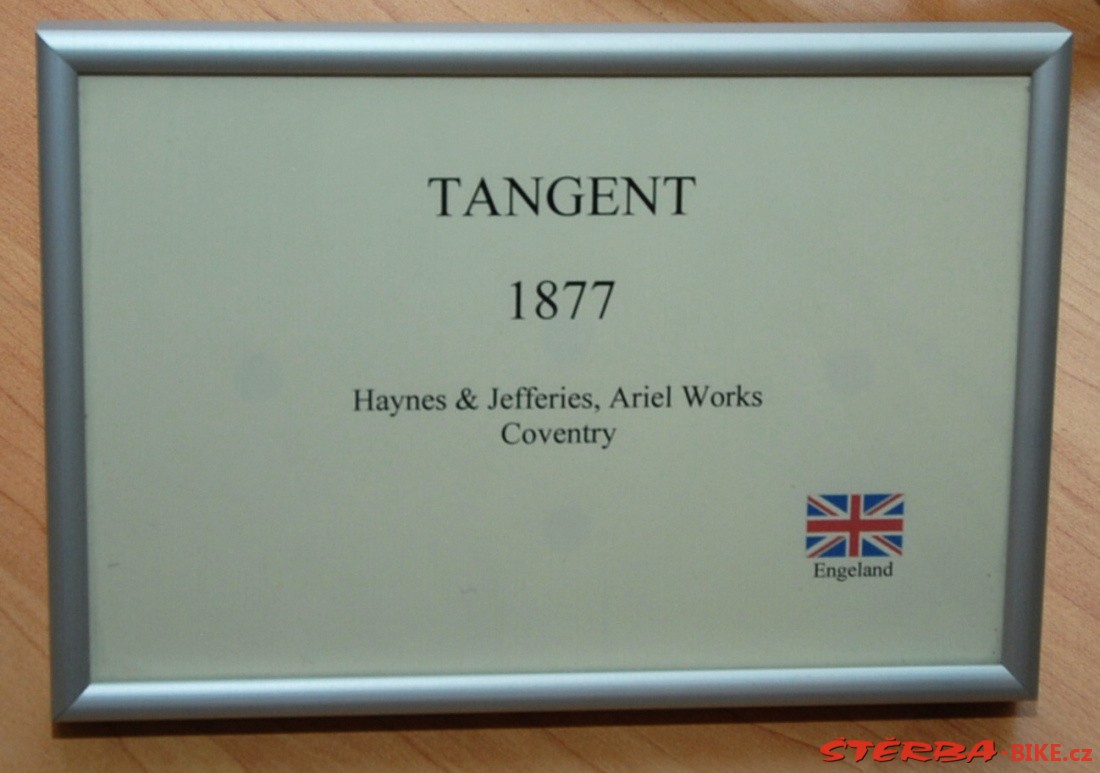 TANGENT
1877
Haynes & Jefferies, Ariel Works
Coventry
Engeland
ŠTĚRBA-BIKE.cz